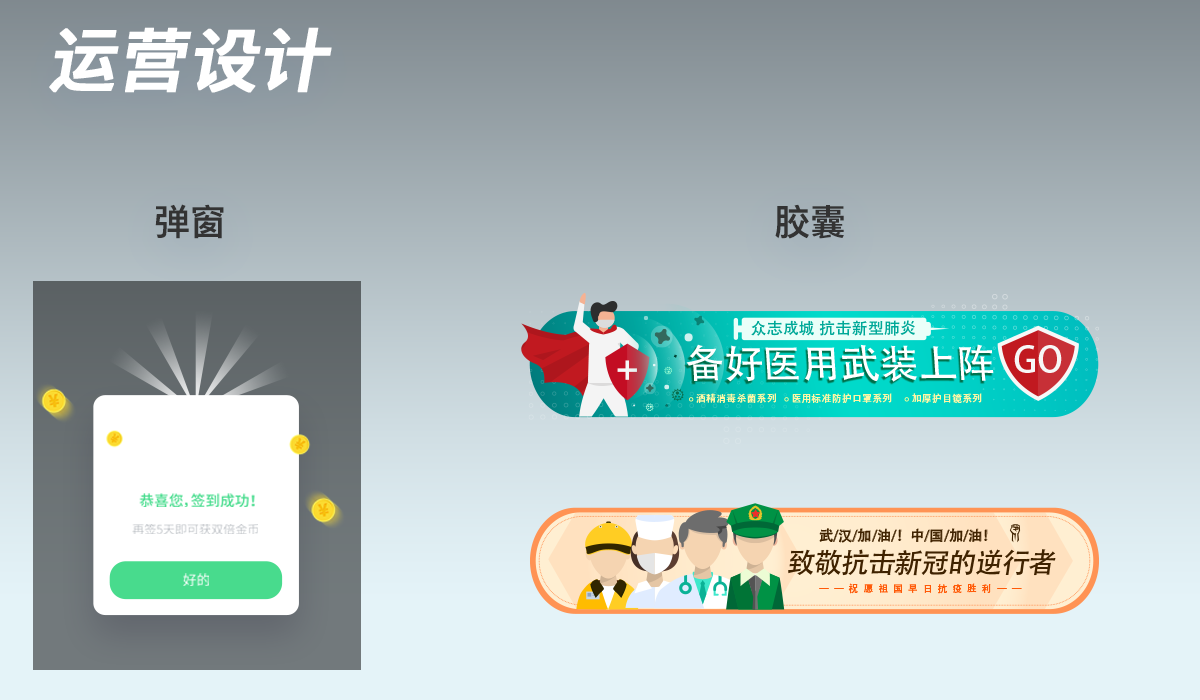 运营设计
弹窗
胶囊
恭喜您,签到成功!
再签5天即可获双倍金币
好的
众志成城 抗击新型肺炎
备好医用武装上阵
GO
酒精消毒杀菌系列 医用标准防护口罩系列 加厚护目镜系列
武/汉/加/油/！中/国/加/油!
致敬抗击新冠的逆行者
——祝愿祖国早日抗疫胜利——